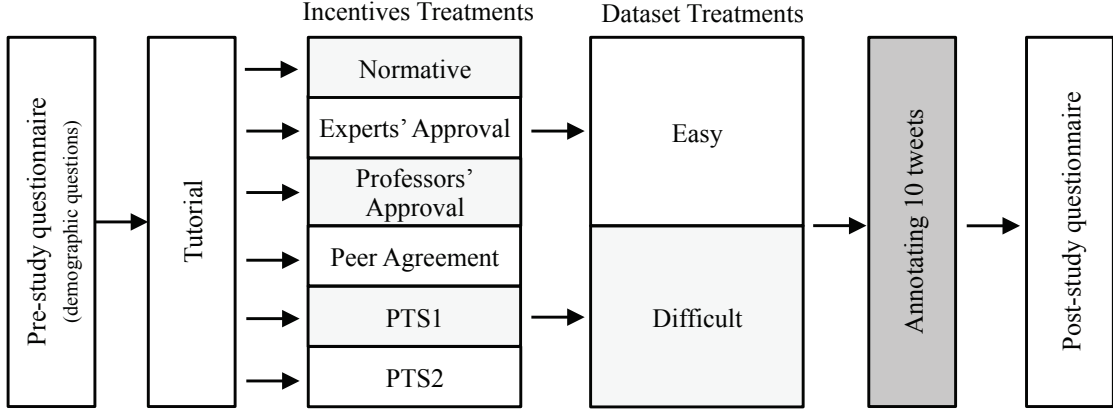 Incentives Treatments
Dataset Treatments
Pre-study questionnaire
(demographic questions)
Tutorial
Normative
Experts’ Approval
Professors’
Approval
Peer Agreement
PTS1
PTS2
Easy
Difficult
Annotating 10 tweets
Post-study questionnaire